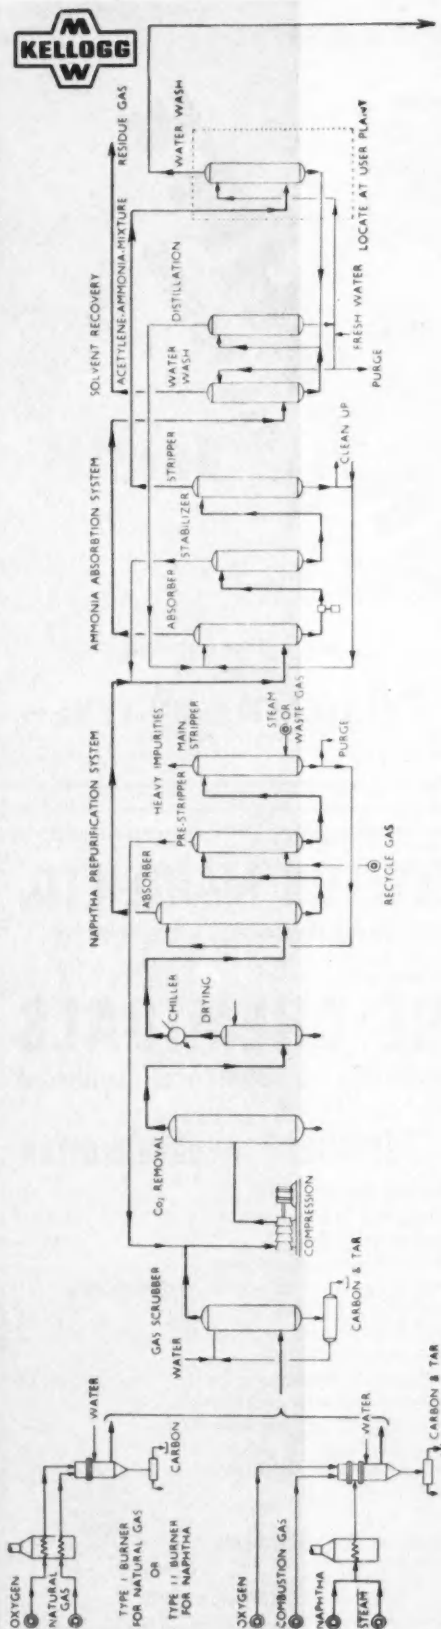 M
KELLOGG
W
OXYGEN
NATURAL
GAS
TYPE I BURNER
FOR NATURAL GAS
OR
TYPE II BURNER
FOR NAPHTHA
OXYGEN
COMBUSTION GAS
NAPHTHA
STEAM
WATER
CARBON
WATER
CARBON & TAR
GAS SCRUBBER
WATER
CARBON & TAR
COMPRESSION
Co₂ REMOVAL
CHILLER
DRYING
NAPHTHA PREPURIFICATION SYSTEM
ABSORBER
PRE-STRIPPER
HEAVY IMPURITIES
MAIN
STRIPPER
STEAM
OR
WASTE GAS
PURGE
RECYCLE GAS
AMMONIA ABSORBTION SYSTEM
ABSORBER
STABILIZER
STRIPPER
CLEAN UP
SOLVENT RECOVERY
ACETYLENE-AMMONIA-MIXTURE
RESIDUE GAS
WATER
WASH
DISTILLATION
WATER WASH
FRESH WATER
PURGE
LOCATE AT USER PLANT